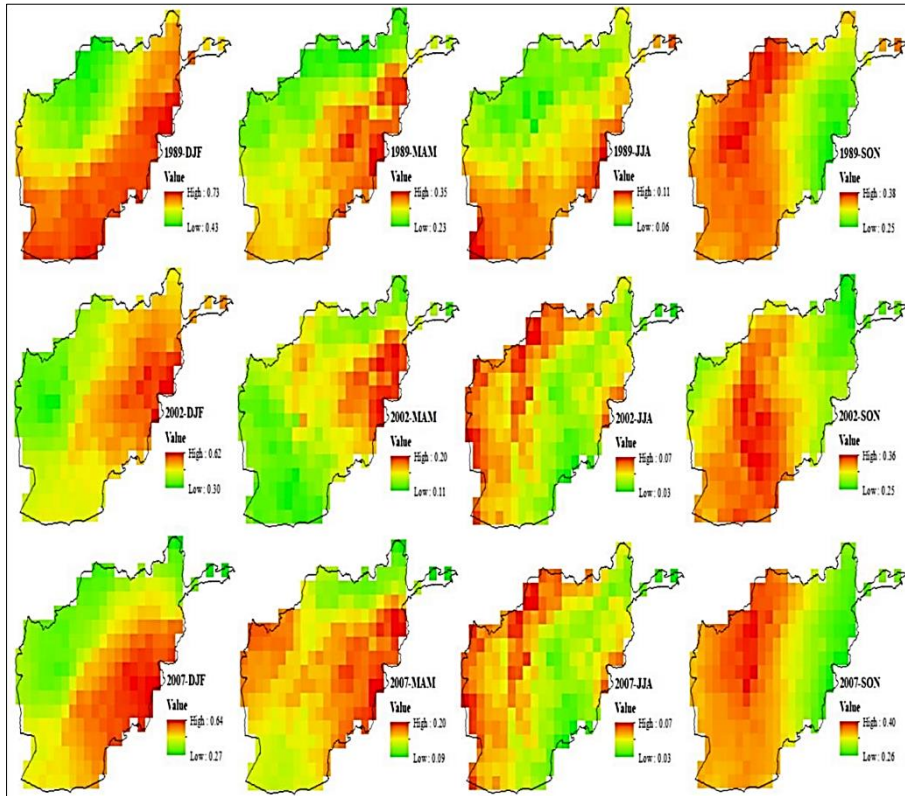 1989-DJF
Value
High : 0.73
Low : 0.43
1989-MAM
Value
High : 0.35
Low : 0.23
1989-JJA
Value
High : 0.11
Low : 0.06
1989-SON
Value
High : 0.38
Low : 0.25
2002-DJF
Value
High : 0.62
Low : 0.30
2002-MAM
Value
High : 0.20
Low : 0.11
2002-JJA
Value
High : 0.07
Low : 0.03
2002-SON
Value
High : 0.36
Low : 0.25
2007-DJF
Value
High : 0.64
Low : 0.27
2007-MAM
Value
High : 0.20
Low : 0.09
2007-JJA
Value
High : 0.07
Low : 0.03
2007-SON
Value
High : 0.40
Low : 0.26